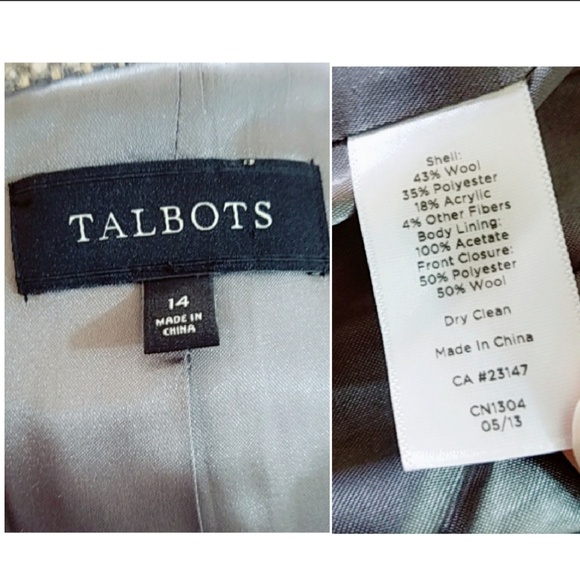 TALBOTS
14
MADE IN
CHINA
Shell:
43% Wool
35% Polyester
18% Acrylic
4% Other Fibers
Body Lining:
100% Acetate
Front Closure:
50% Polyester
50% Wool
Dry Clean
Made In China
CA #23147
CN1304
05/13